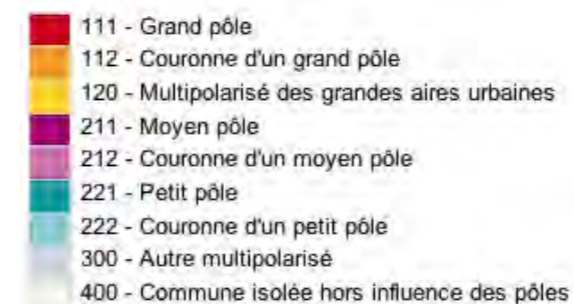 111 - Grand pôle
112 - Couronne d'un grand pôle
120 - Multipolarisé des grandes aires urbaines
211 - Moyen pôle
212 - Couronne d'un moyen pôle
221 - Petit pôle
222 - Couronne d'un petit pôle
300 - Autre multipolarisé
400 - Commune isolée hors influence des pôles